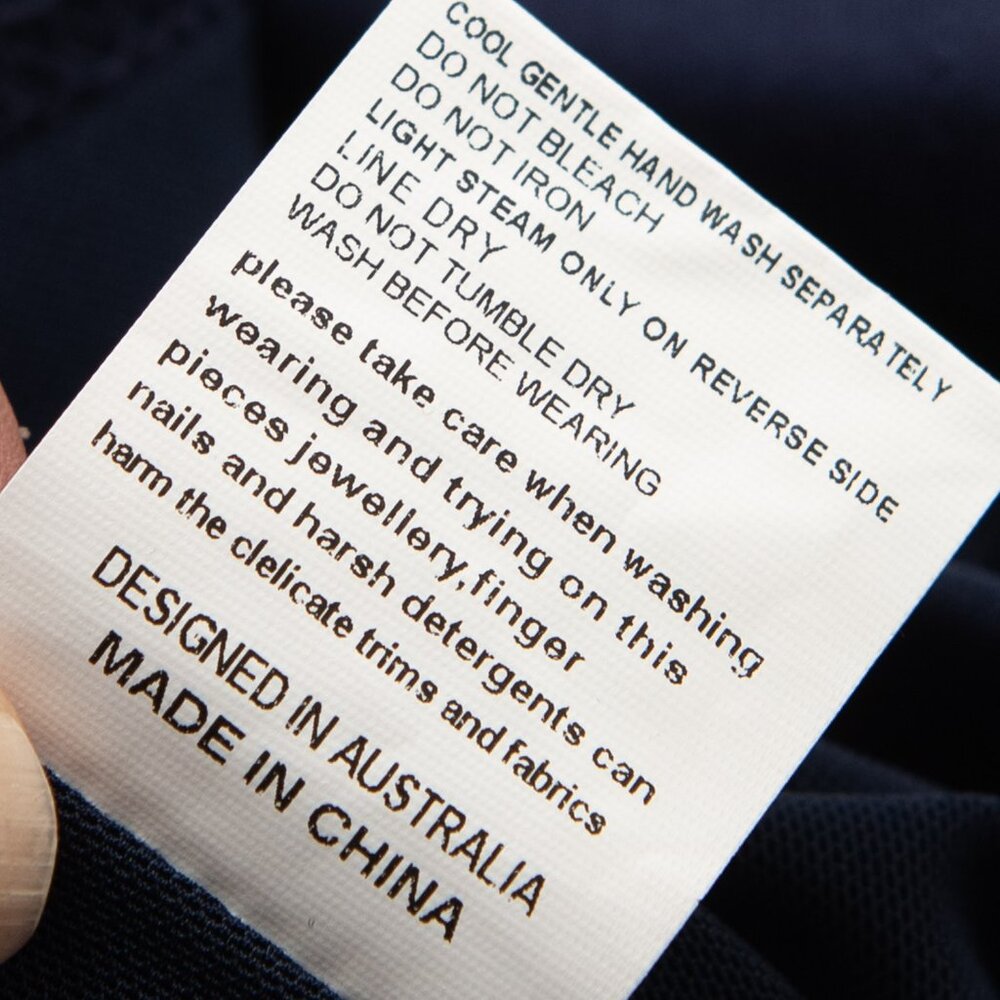 COOL GENTLE HAND WASH SEPARATELY
DO NOT BLEACH
DO NOT IRON
LIGHT STEAM ONLY ON REVERSE SIDE
LINE DRY
DO NOT TUMBLE DRY
WASH BEFORE WEARING
please take care when washing
wearing and trying on this
pieces jewellery,finger
nails and harsh detergents can
harm the clelicate trims and fabrics
DESIGNED IN AUSTRALIA
MADE IN CHINA